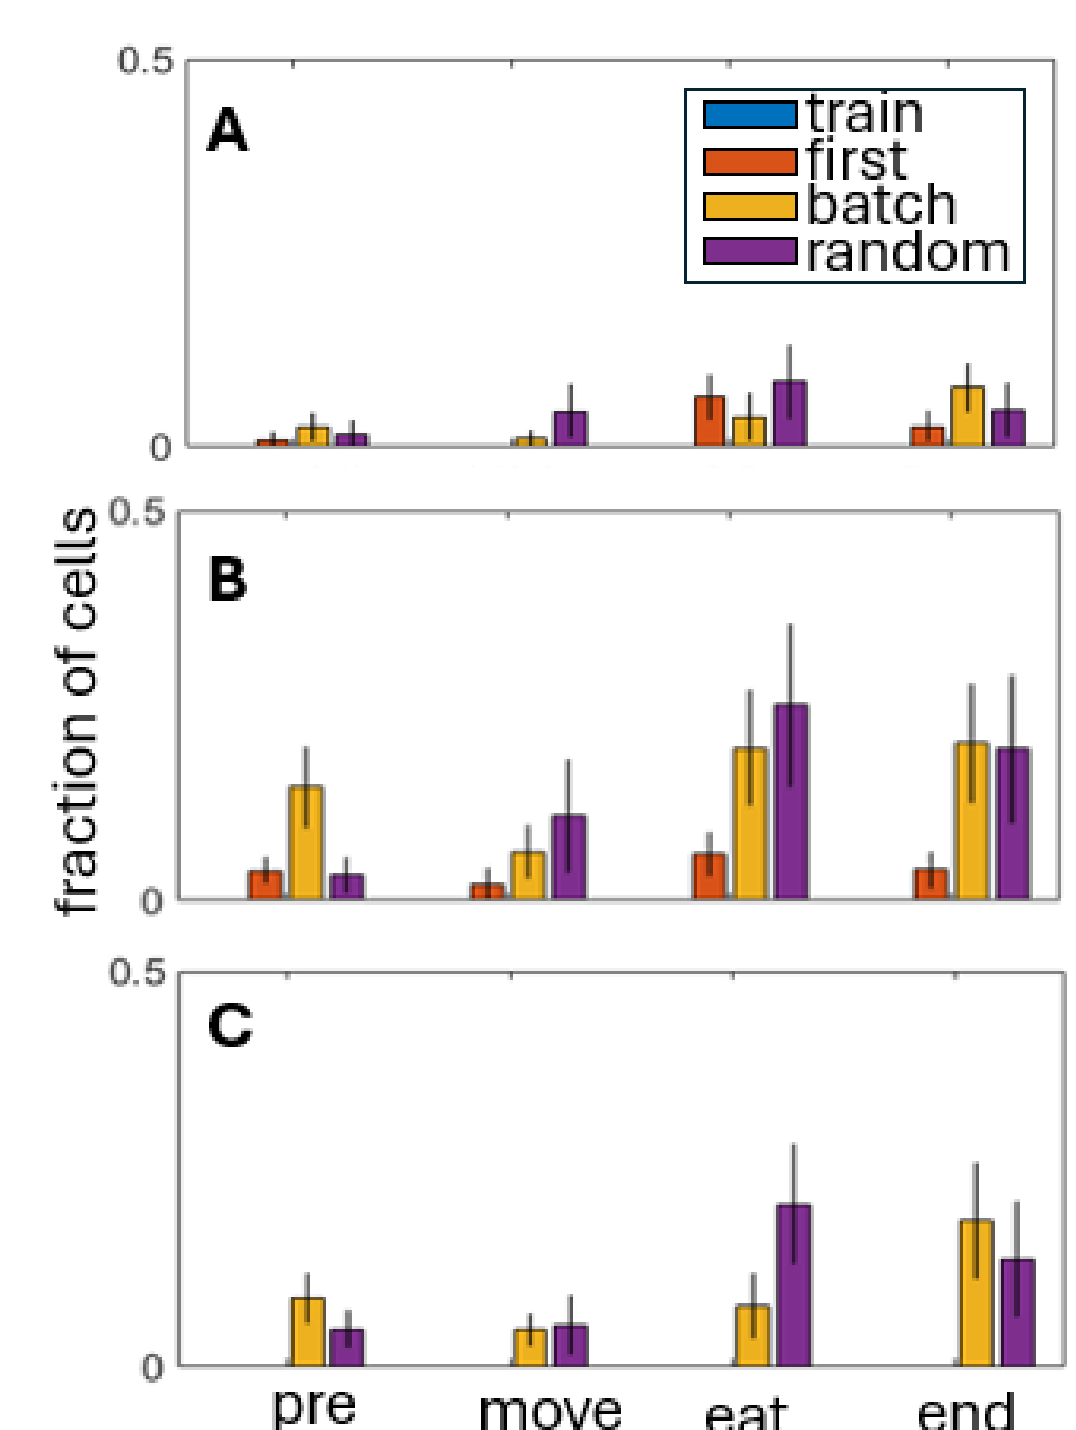 0.5
A
train
first
batch
random
0
fraction of cells
0.5
B
0
0.5
C
0
pre move eat end